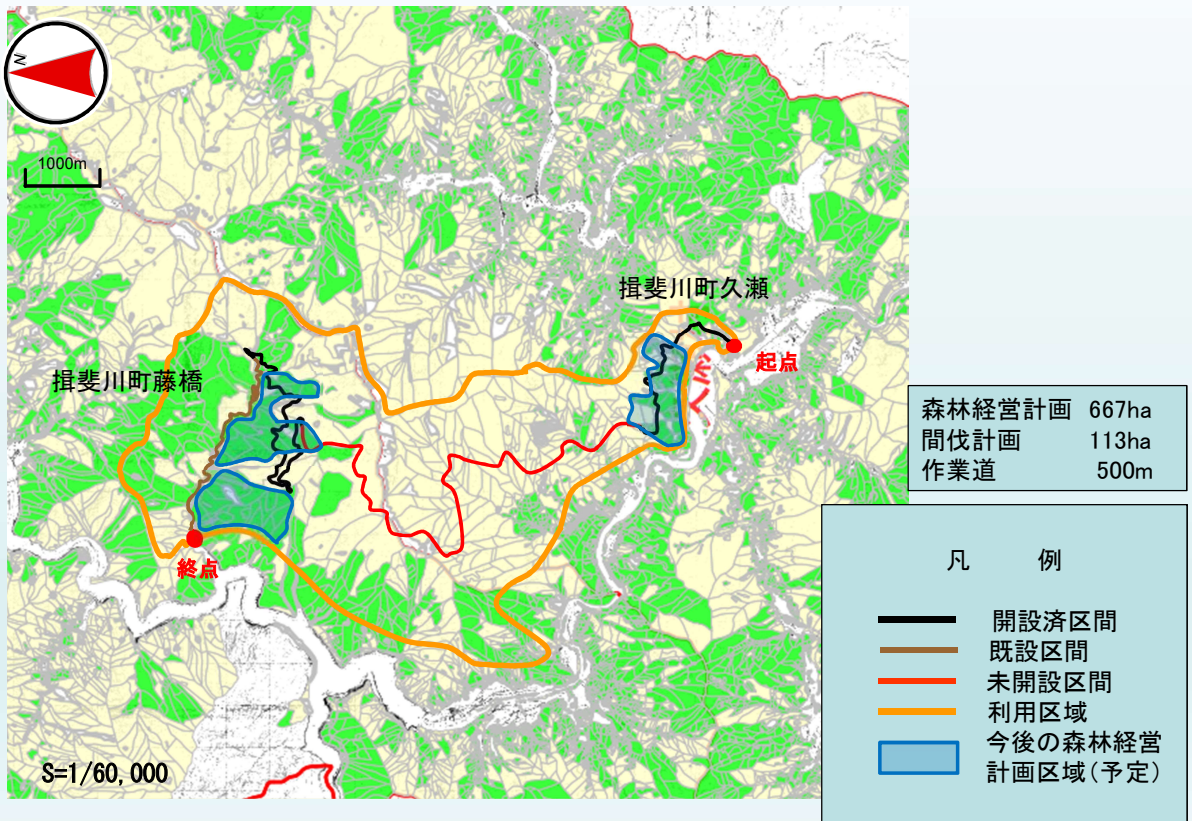 N
1000m
揖斐川町久瀬
起点
揖斐川町藤橋
終点
S=1/60,000
森林経営計画 667ha
間伐計画 113ha
作業道 500m
凡 例
開設済区間
既設区間
未開設区間
利用区域
今後の森林経営
計画区域(予定)